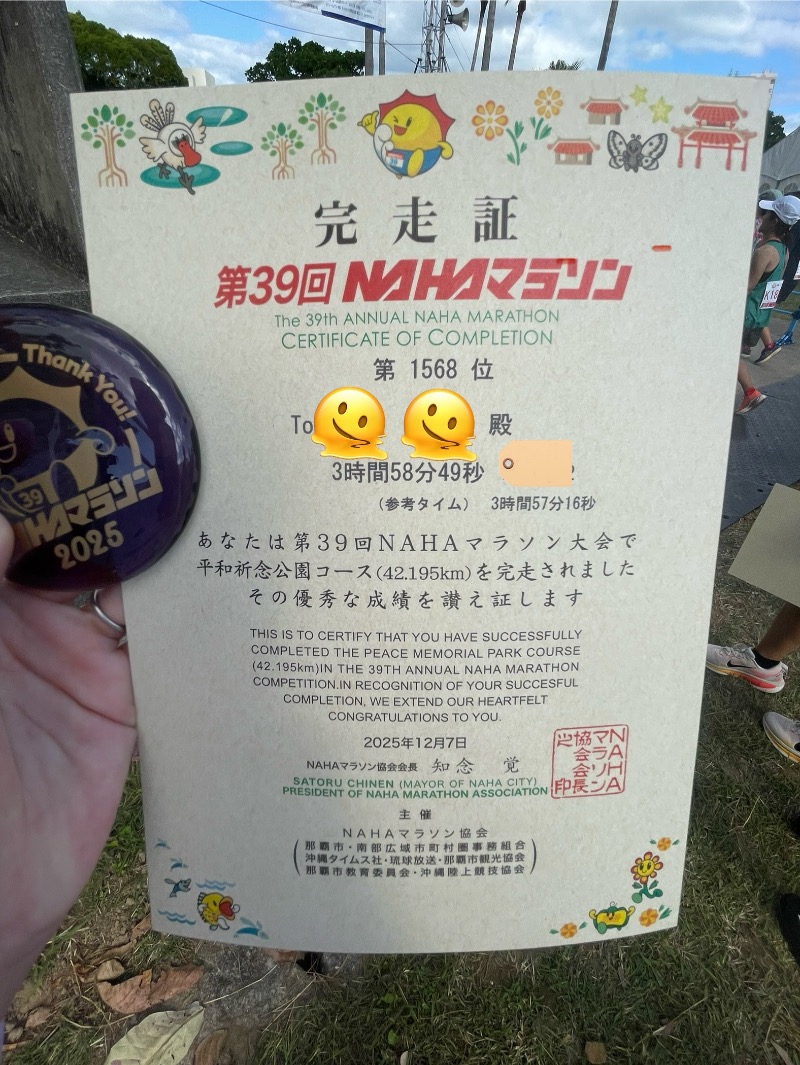 完走証
第39回 NAHAマラソン
The 39th ANNUAL NAHA MARATHON
CERTIFICATE OF COMPLETION
第 1568 位
To 殿
3時間58分49秒
(参考タイム) 3時間57分16秒
あなたは第39回NAHAマラソン大会で
平和祈念公園コース(42.195km)を完走されました
その優秀な成績を讃え証します
THIS IS TO CERTIFY THAT YOU HAVE SUCCESSFULLY
COMPLETED THE PEACE MEMORIAL PARK COURSE
(42.195km)IN THE 39TH ANNUAL NAHA MARATHON
COMPETITION.IN RECOGNITION OF YOUR SUCCESFUL
COMPLETION, WE EXTEND OUR HEARTFELT
CONGRATULATIONS TO YOU.
2025年12月7日
NAHAマラソン協会会長 知念 覚
SATORU CHINEN (MAYOR OF NAHA CITY)
PRESIDENT OF NAHA MARATHON ASSOCIATION
NAHA
マラソン
協会会長
之印
主催
NAHAマラソン協会
(那覇市・南部広域市町村圏事務組合
沖縄タイムス社・琉球放送・那覇市観光協会
那覇市教育委員会・沖縄陸上競技協会)
Thank You!
39
NAHAマラソン
2025